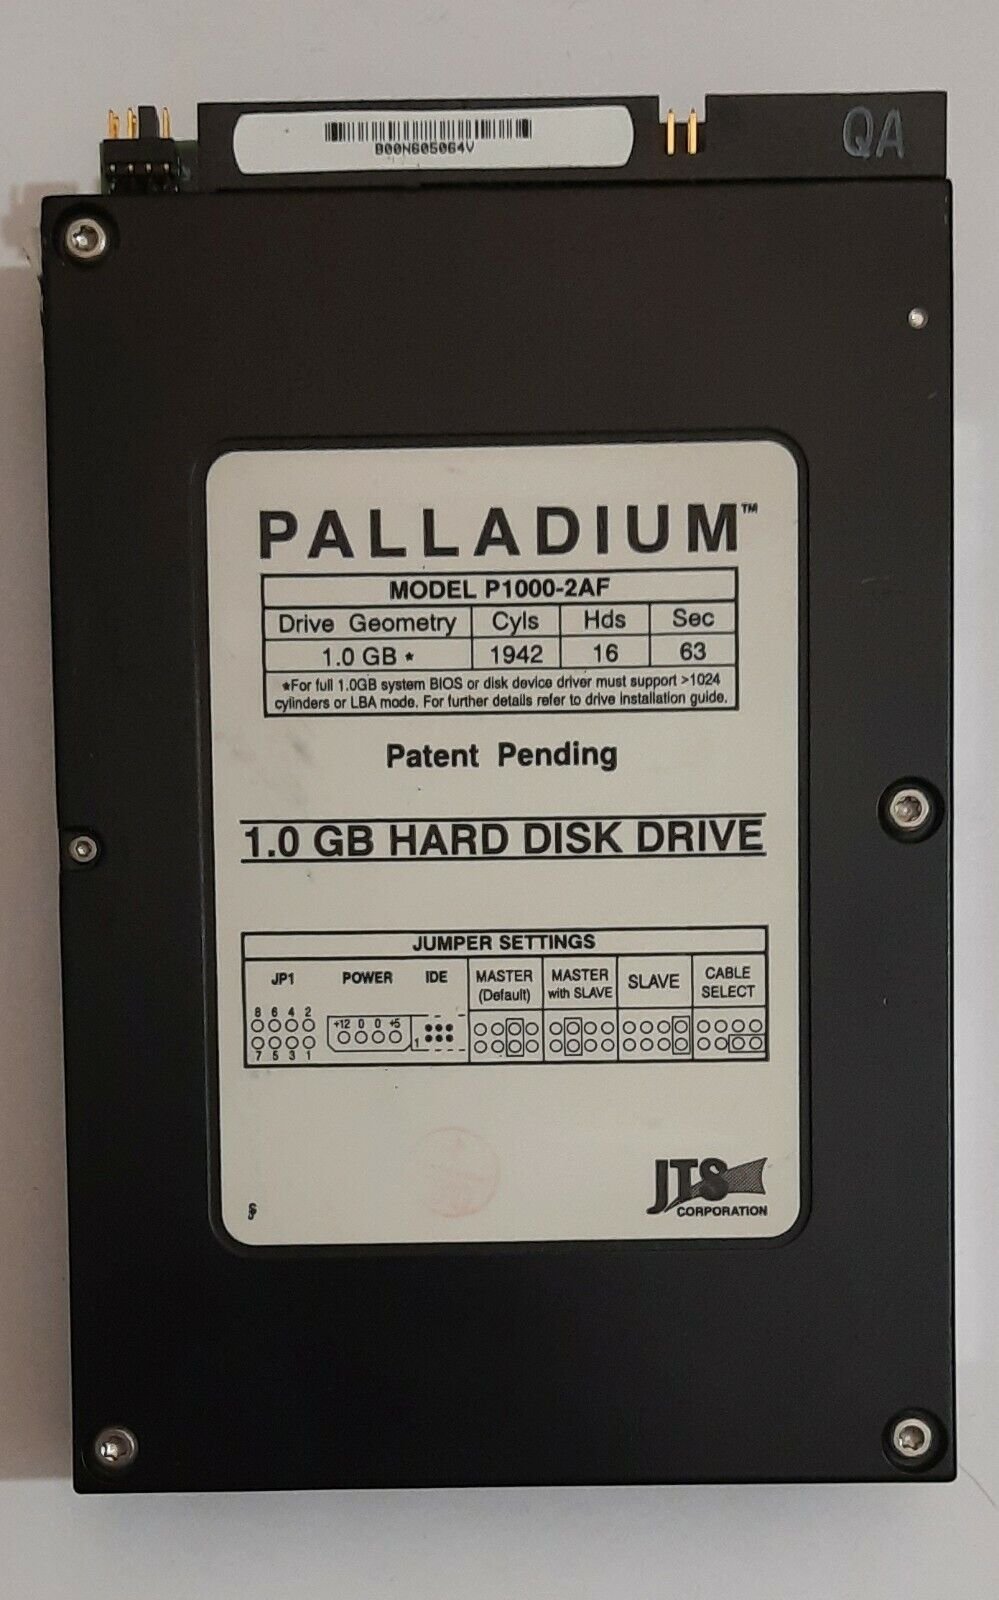 B00N605064V
QA
PALLADIUM™
MODEL P1000-2AF
Drive Geometry Cyls Hds Sec
1.0 GB * 1942 16 63
*For full 1.0GB system BIOS or disk device driver must support >1024
cylinders or LBA mode. For further details refer to drive installation guide.
Patent Pending
1.0 GB HARD DISK DRIVE
JUMPER SETTINGS
JP1 POWER IDE MASTER (Default) MASTER with SLAVE SLAVE CABLE SELECT
8 6 4 2
+12 0 0 +5
1
7 5 3 1
JTS
CORPORATION